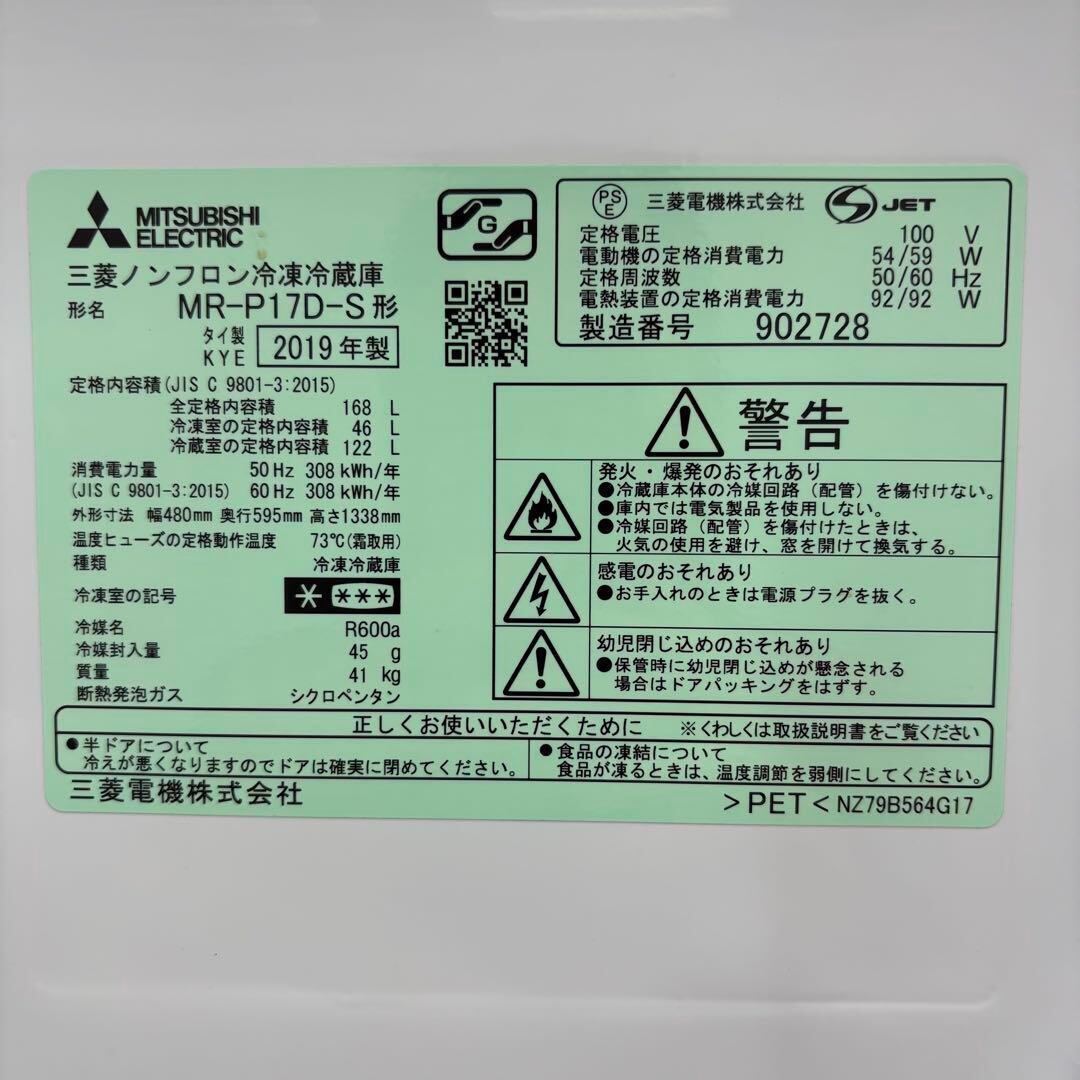 MITSUBISHI
ELECTRIC
三菱ノンフロン冷凍冷蔵庫
形名 MR-P17D-S形
タイ製
KYE 2019年製
定格内容積(JIS C 9801-3:2015)
全定格内容積 168 L
冷凍室の定格内容積 46 L
冷蔵室の定格内容積 122 L
消費電力量 50Hz 308kWh/年
(JIS C 9801-3:2015) 60Hz 308kWh/年
外形寸法 幅480mm 奥行595mm 高さ1338mm
温度ヒューズの定格動作温度 73℃(霜取用)
種類 冷凍冷蔵庫
冷凍室の記号
冷媒名 R600a
冷媒封入量 45 g
質量 41 kg
断熱発泡ガス シクロペンタン
G
PSE 三菱電機株式会社 JET
定格電圧 100 V
電動機の定格消費電力 54/59 W
定格周波数 50/60 Hz
電熱装置の定格消費電力 92/92 W
製造番号 902728
警告
発火・爆発のおそれあり
●冷蔵庫本体の冷媒回路(配管)を傷付けない。
●庫内では電気製品を使用しない。
●冷媒回路(配管)を傷付けたときは、
火気の使用を避け、窓を開けて換気する。
感電のおそれあり
●お手入れのときは電源プラグを抜く。
幼児閉じ込めのおそれあり
●保管時に幼児閉じ込めが懸念される
場合はドアパッキングをはずす。
正しくお使いいただくために ※くわしくは取扱説明書をご覧ください
●半ドアについて
冷えが悪くなりますのでドアは確実に閉めてください。
●食品の凍結について
食品が凍るときは、温度調節を弱側にしてください。
三菱電機株式会社
>PET< NZ79B564G17